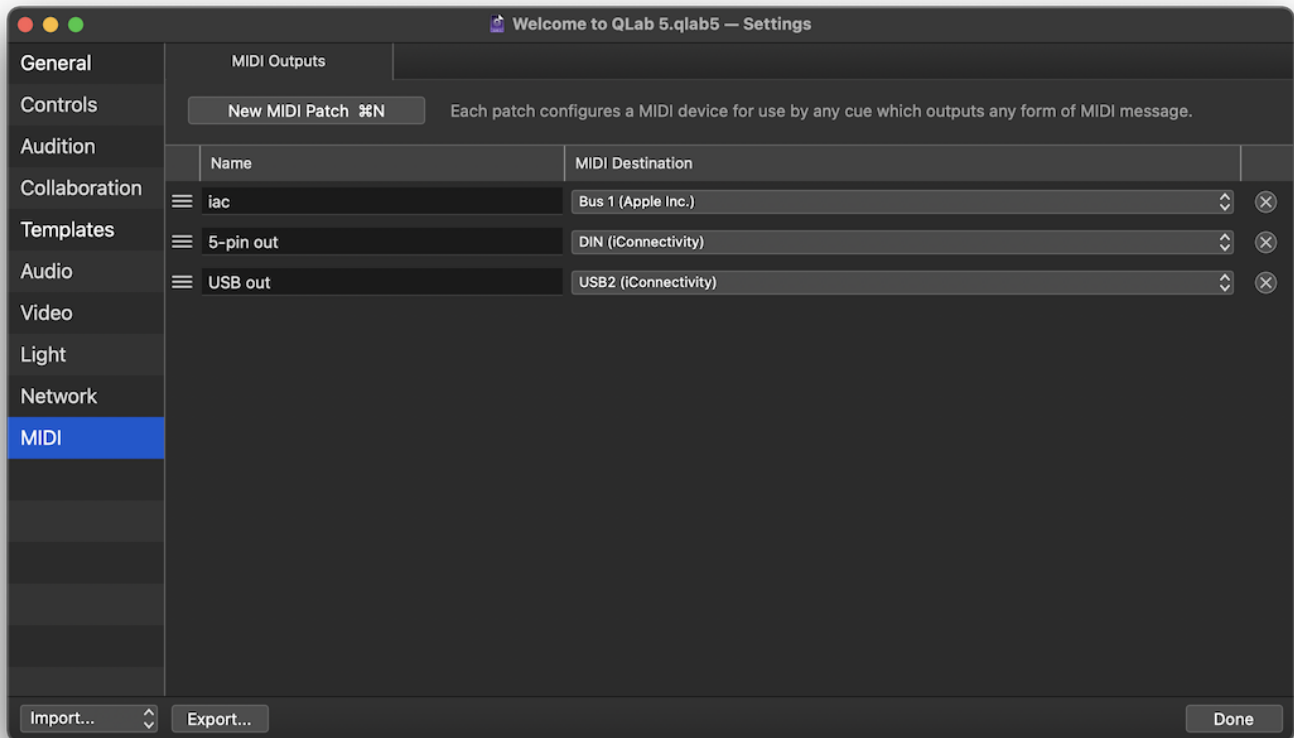 Welcome to QLab 5.qlab5 — Settings
General
Controls
Audition
Collaboration
Templates
Audio
Video
Light
Network
MIDI
MIDI Outputs
New MIDI Patch ⌘N
Each patch configures a MIDI device for use by any cue which outputs any form of MIDI message.
Name
MIDI Destination
iac
Bus 1 (Apple Inc.)
5-pin out
DIN (iConnectivity)
USB out
USB2 (iConnectivity)
Import...
Export...
Done